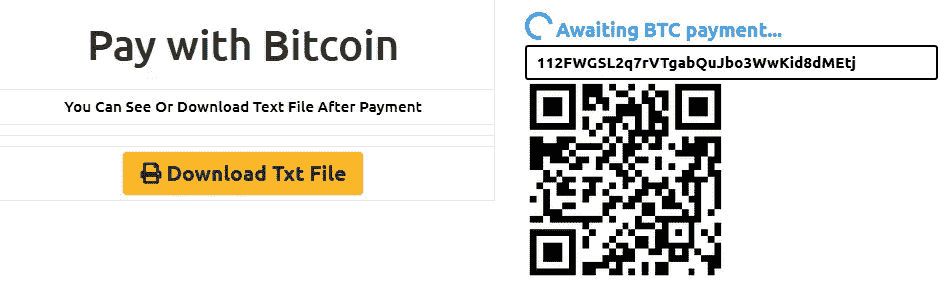 Pay with Bitcoin
You Can See Or Download Text File After Payment
Download Txt File
Awaiting BTC payment...
112FWGSL2q7rVTgabQuJbo3WwKid8dMEtj